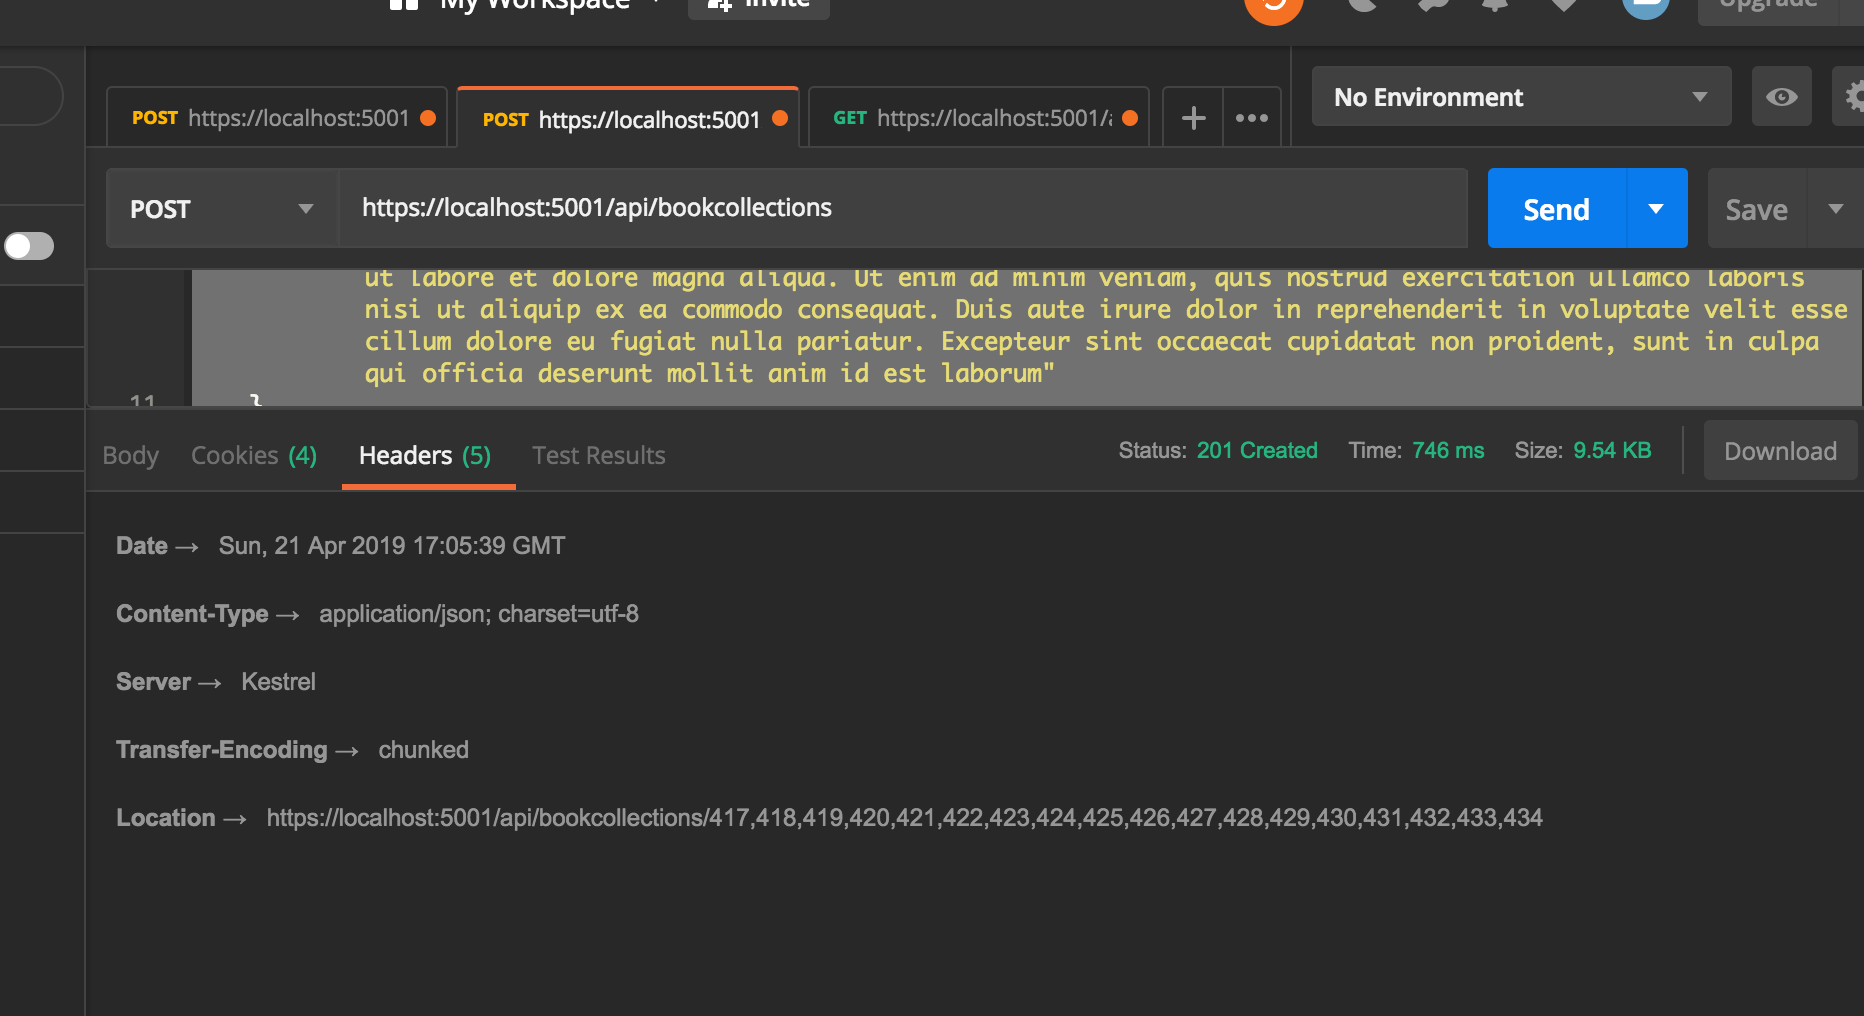 My Workspace
Invite
Upgrade
POST https://localhost:5001
POST https://localhost:5001
GET https://localhost:5001/a
No Environment
POST
https://localhost:5001/api/bookcollections
Send
Save
ut labore et dolore magna aliqua. Ut enim ad minim veniam, quis nostrud exercitation ullamco laboris
nisi ut aliquip ex ea commodo consequat. Duis aute irure dolor in reprehenderit in voluptate velit esse
cillum dolore eu fugiat nulla pariatur. Excepteur sint occaecat cupidatat non proident, sunt in culpa
qui officia deserunt mollit anim id est laborum"
11 }
Body Cookies (4) Headers (5) Test Results
Status: 201 Created Time: 746 ms Size: 9.54 KB
Download
Date → Sun, 21 Apr 2019 17:05:39 GMT
Content-Type → application/json; charset=utf-8
Server → Kestrel
Transfer-Encoding → chunked
Location → https://localhost:5001/api/bookcollections/417,418,419,420,421,422,423,424,425,426,427,428,429,430,431,432,433,434